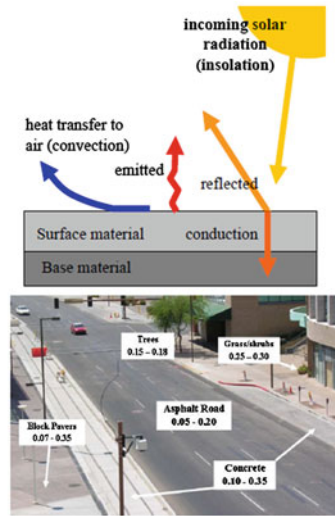 incoming solar
radiation
(insolation)
heat transfer to
air (convection)
emitted
reflected
Surface material
conduction
Base material
Trees
0.15 – 0.18
Grass/shrubs
0.25 – 0.30
Asphalt Road
0.05 - 0.20
Block Pavers
0.07 - 0.35
Concrete
0.10 - 0.35